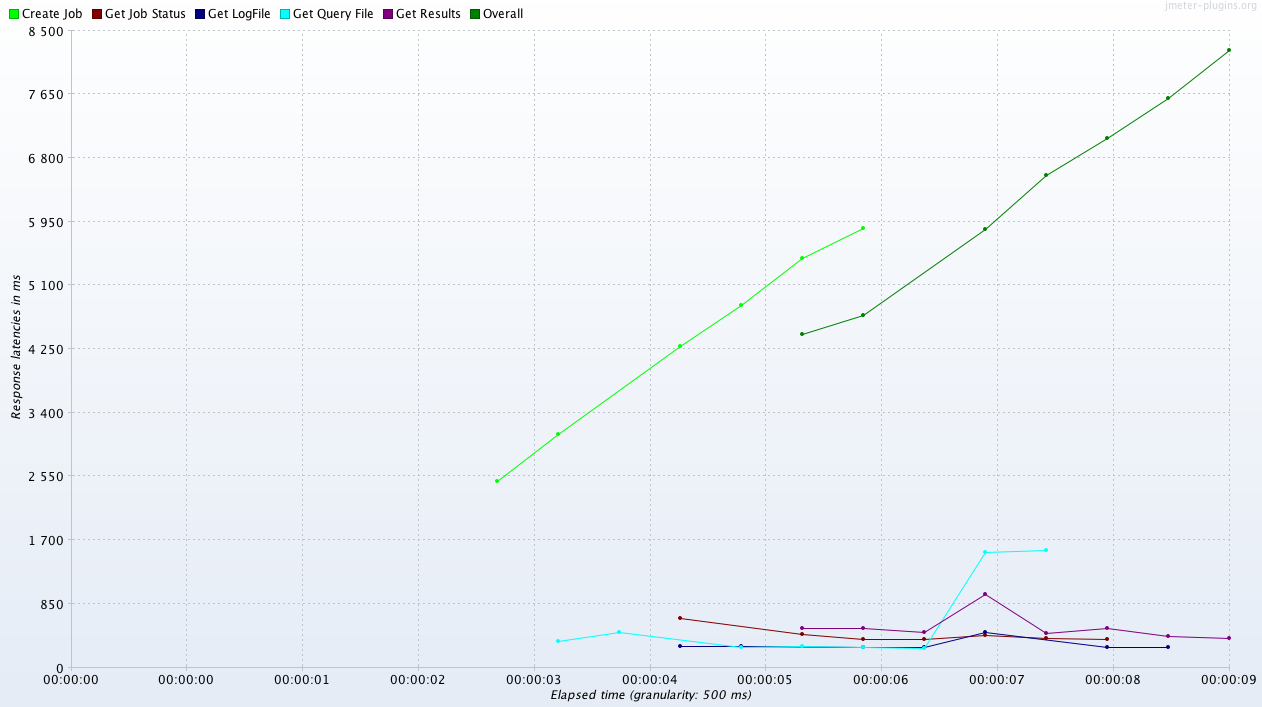 Create Job Get Job Status Get LogFile Get Query File Get Results Overall
jmeter-plugins.org
8 500
7 650
6 800
5 950
5 100
4 250
3 400
2 550
1 700
850
0
Response latencies in ms
00:00:00 00:00:00 00:00:01 00:00:02 00:00:03 00:00:04 00:00:05 00:00:06 00:00:07 00:00:08 00:00:09
Elapsed time (granularity: 500 ms)